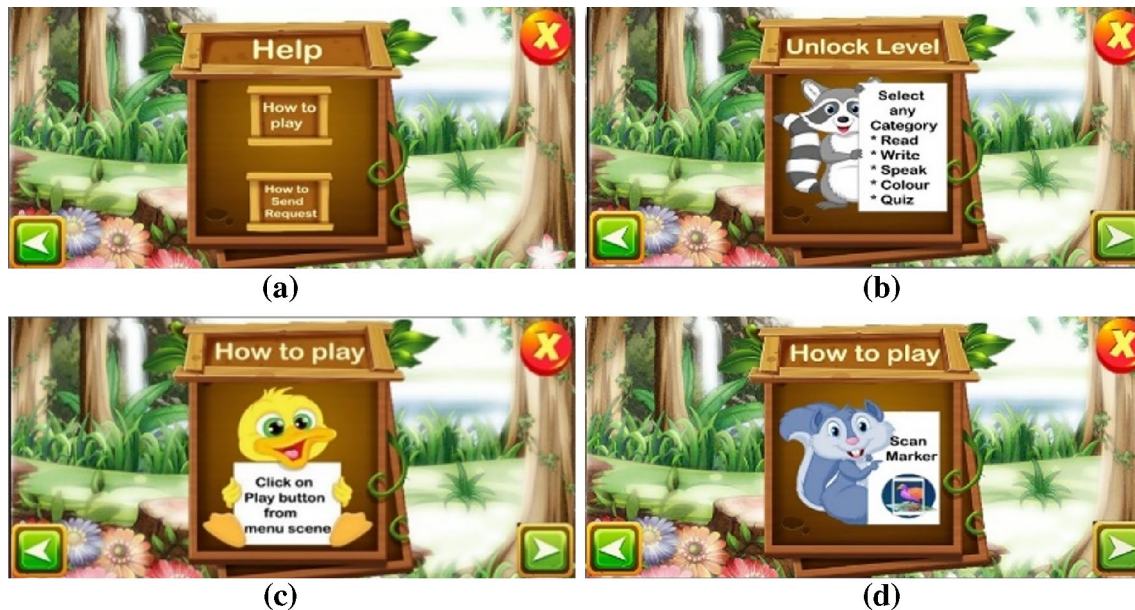 Help
X
How to
play
How to
Send
Request
(a)
Unlock Level
X
Select
any
Category
* Read
* Write
* Speak
* Colour
* Quiz
(b)
How to play
X
Click on
Play button
from
menu scene
(c)
How to play
X
Scan
Marker
(d)